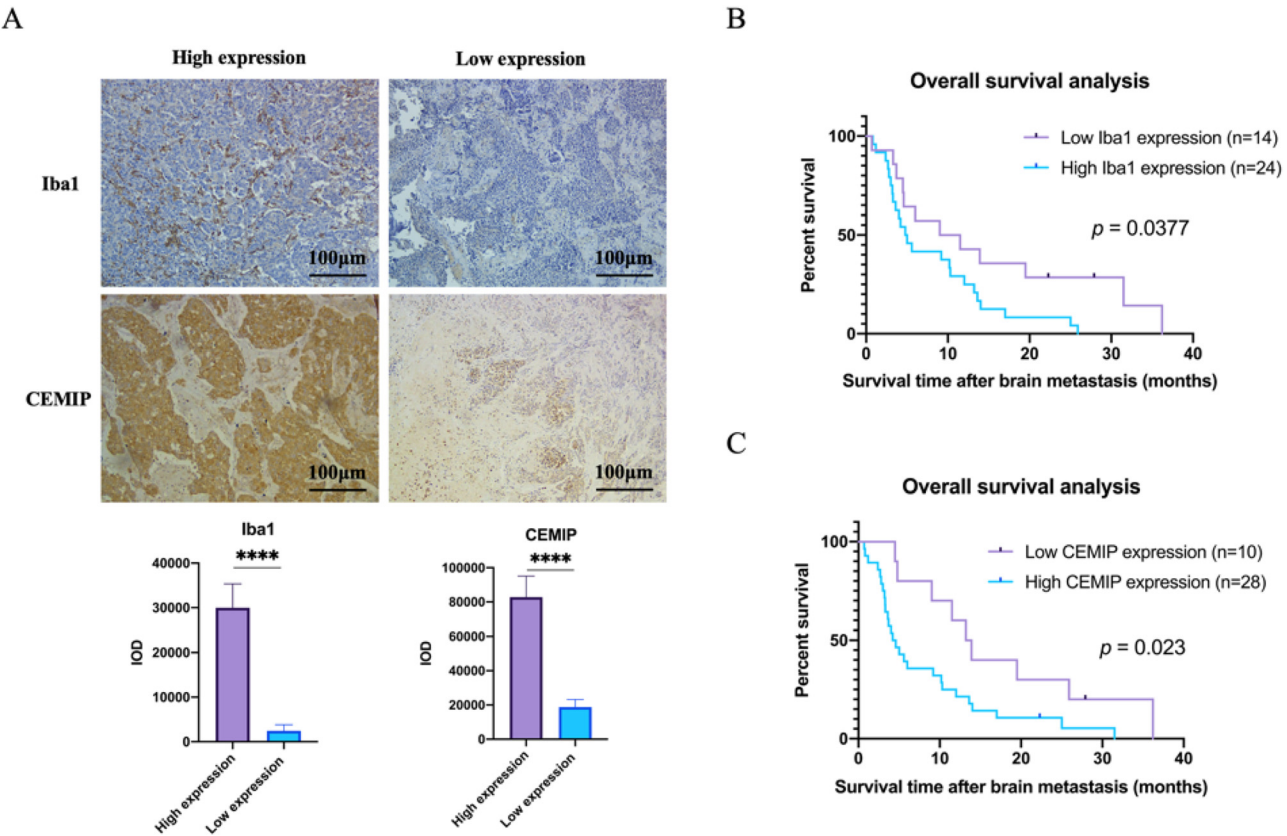 A
High expression
Low expression
Iba1
100μm
100μm
CEMIP
100μm
100μm
Iba1
****
40000
30000
20000
10000
0
IOD
High expression
Low expression
CEMIP
****
100000
80000
60000
40000
20000
0
IOD
High expression
Low expression
B
Overall survival analysis
Low Iba1 expression (n=14)
High Iba1 expression (n=24)
p = 0.0377
100
50
0
Percent survival
0 10 20 30 40
Survival time after brain metastasis (months)
C
Overall survival analysis
Low CEMIP expression (n=10)
High CEMIP expression (n=28)
p = 0.023
100
50
0
Percent survival
0 10 20 30 40
Survival time after brain metastasis (months)